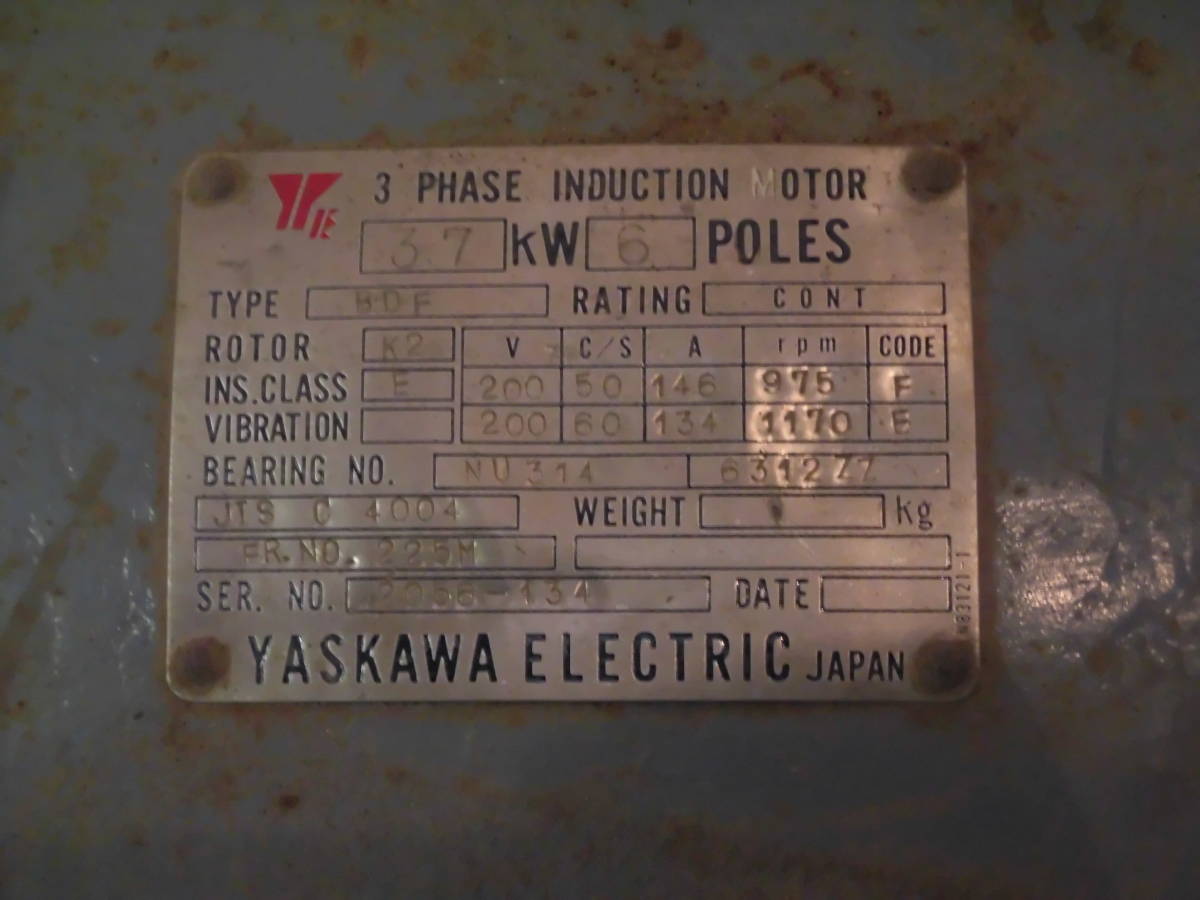 3 PHASE INDUCTION MOTOR
37 kW 6 POLES
TYPE BDF RATING CONT
ROTOR K2 V C/S A rpm CODE
INS.CLASS E 200 50 146 975 F
VIBRATION 200 60 134 1170 E
BEARING NO. NU314 6312ZZ
JIS C 4004 WEIGHT kg
FR.NO. 225M
SER. NO. 2056-134 DATE
YASKAWA ELECTRIC JAPAN